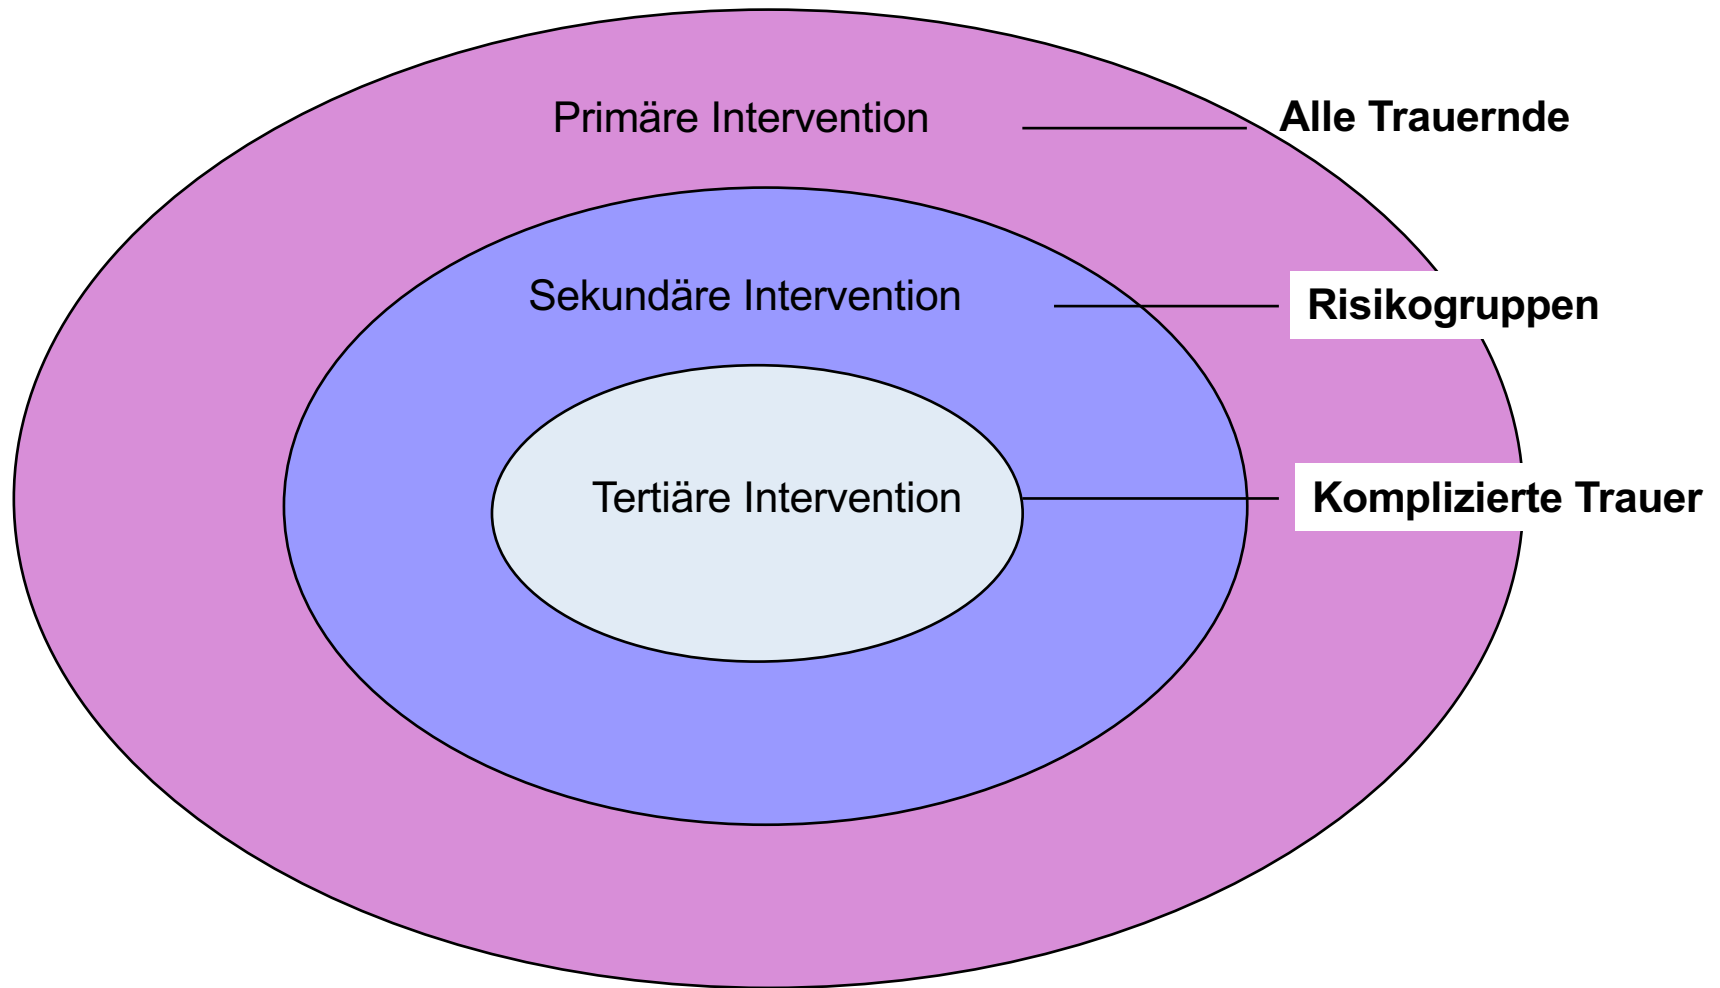 Primäre Intervention
Alle Trauernde
Sekundäre Intervention
Risikogruppen
Tertiäre Intervention
Komplizierte Trauer